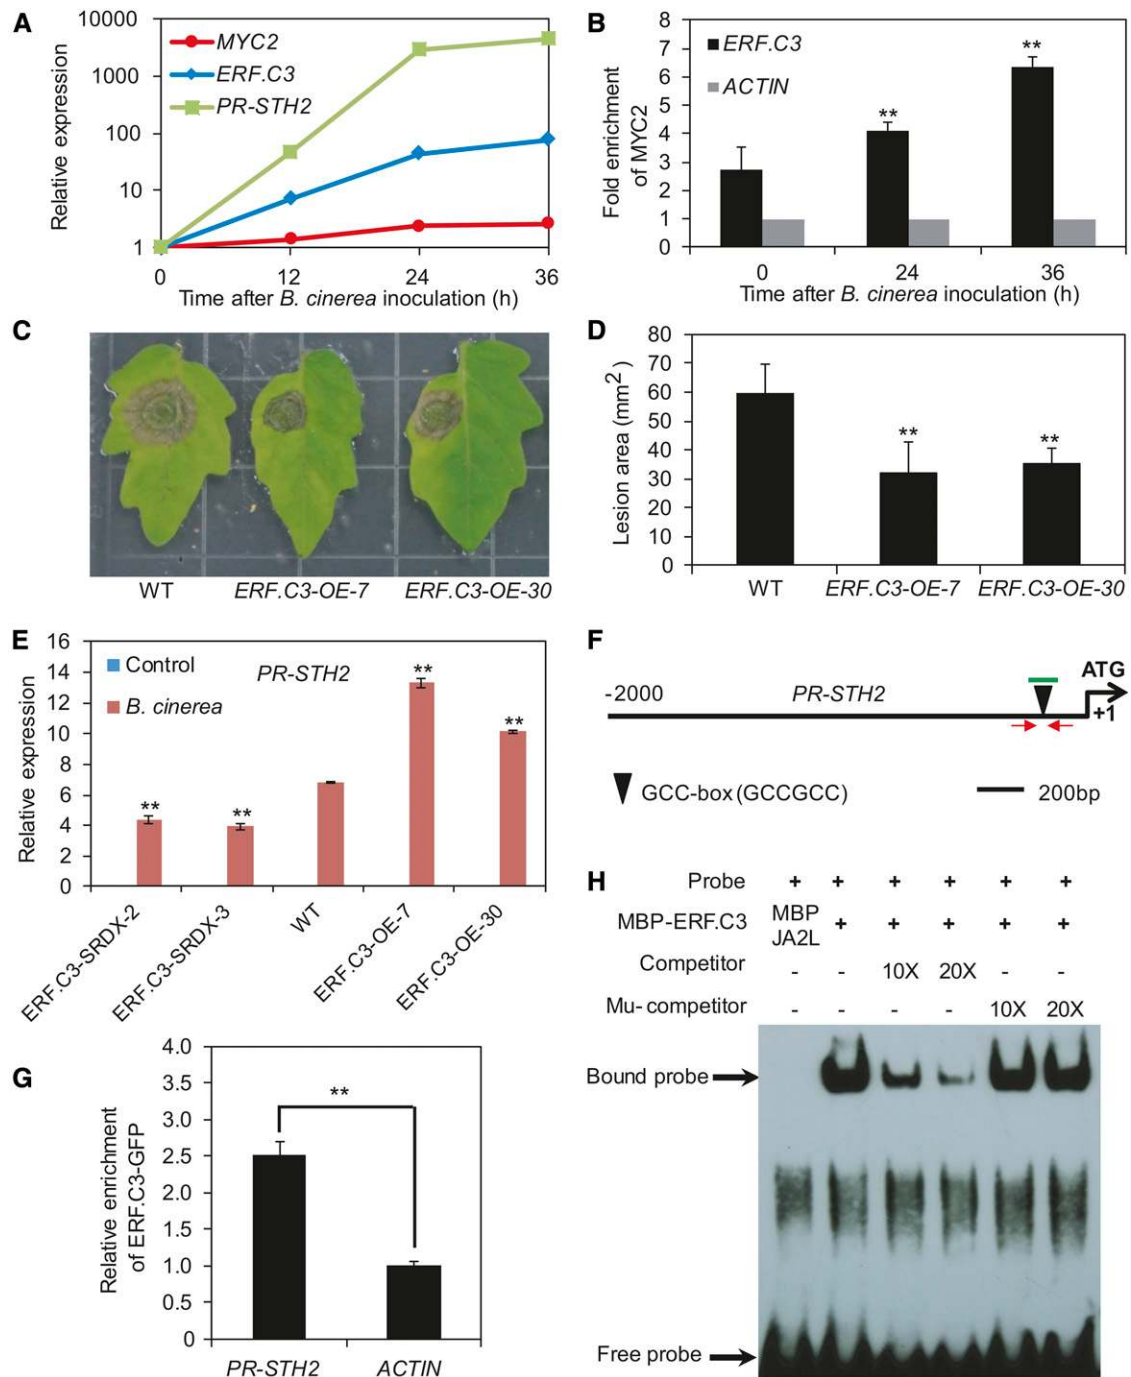 A
10000
1000
100
10
1
Relative expression
MYC2
ERF.C3
PR-STH2
0 12 24 36
Time after B. cinerea inoculation (h)
B
8
7
6
5
4
3
2
1
0
Fold enrichment
of MYC2
ERF.C3
ACTIN
** **
0 24 36
Time after B. cinerea inoculation (h)
C
WT ERF.C3-OE-7 ERF.C3-OE-30
D
80
70
60
50
40
30
20
10
0
Lesion area (mm2)
** **
WT ERF.C3-OE-7 ERF.C3-OE-30
E
16
14
12
10
8
6
4
2
0
Relative expression
Control
B. cinerea
PR-STH2
** ** ** **
ERF.C3-SRDX-2
ERF.C3-SRDX-3
WT
ERF.C3-OE-7
ERF.C3-OE-30
F
-2000 PR-STH2 ATG
+1
GCC-box (GCCGCC) 200bp
G
4.0
3.5
3.0
2.5
2.0
1.5
1.0
0.5
0
Relative enrichment
of ERF.C3-GFP
**
PR-STH2 ACTIN
H
Probe + + + + + +
MBP-ERF.C3 MBP JA2L + + + + +
Competitor - - 10X 20X - -
Mu-competitor - - - - 10X 20X
Bound probe
Free probe